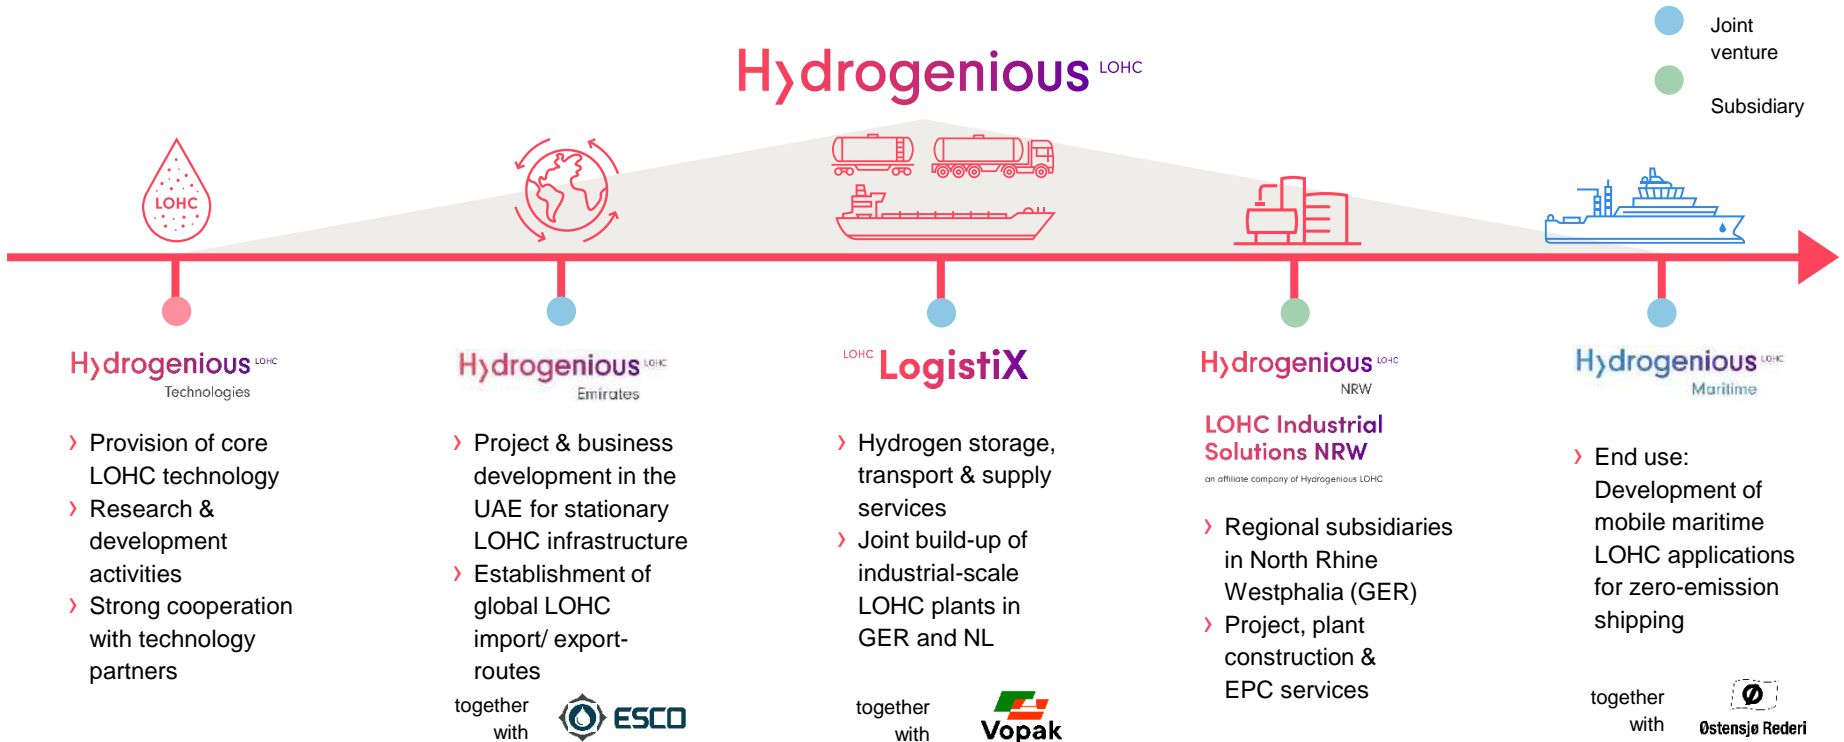 Joint
venture
Subsidiary
Hydrogenious LOHC
LOHC
Hydrogenious LOHC
Technologies
› Provision of core
LOHC technology
› Research &
development
activities
› Strong cooperation
with technology
partners
Hydrogenious LOHC
Emirates
› Project & business
development in the
UAE for stationary
LOHC infrastructure
› Establishment of
global LOHC
import/ export-
routes
together
with
ESCO
LOHC LogistiX
› Hydrogen storage,
transport & supply
services
› Joint build-up of
industrial-scale
LOHC plants in
GER and NL
together
with
Vopak
Hydrogenious LOHC
NRW
LOHC Industrial
Solutions NRW
an affiliate company of Hydrogenious LOHC
› Regional subsidiaries
in North Rhine
Westphalia (GER)
› Project, plant
construction &
EPC services
Hydrogenious LOHC
Maritime
› End use:
Development of
mobile maritime
LOHC applications
for zero-emission
shipping
together
with
Ø
Østensjø Rederi